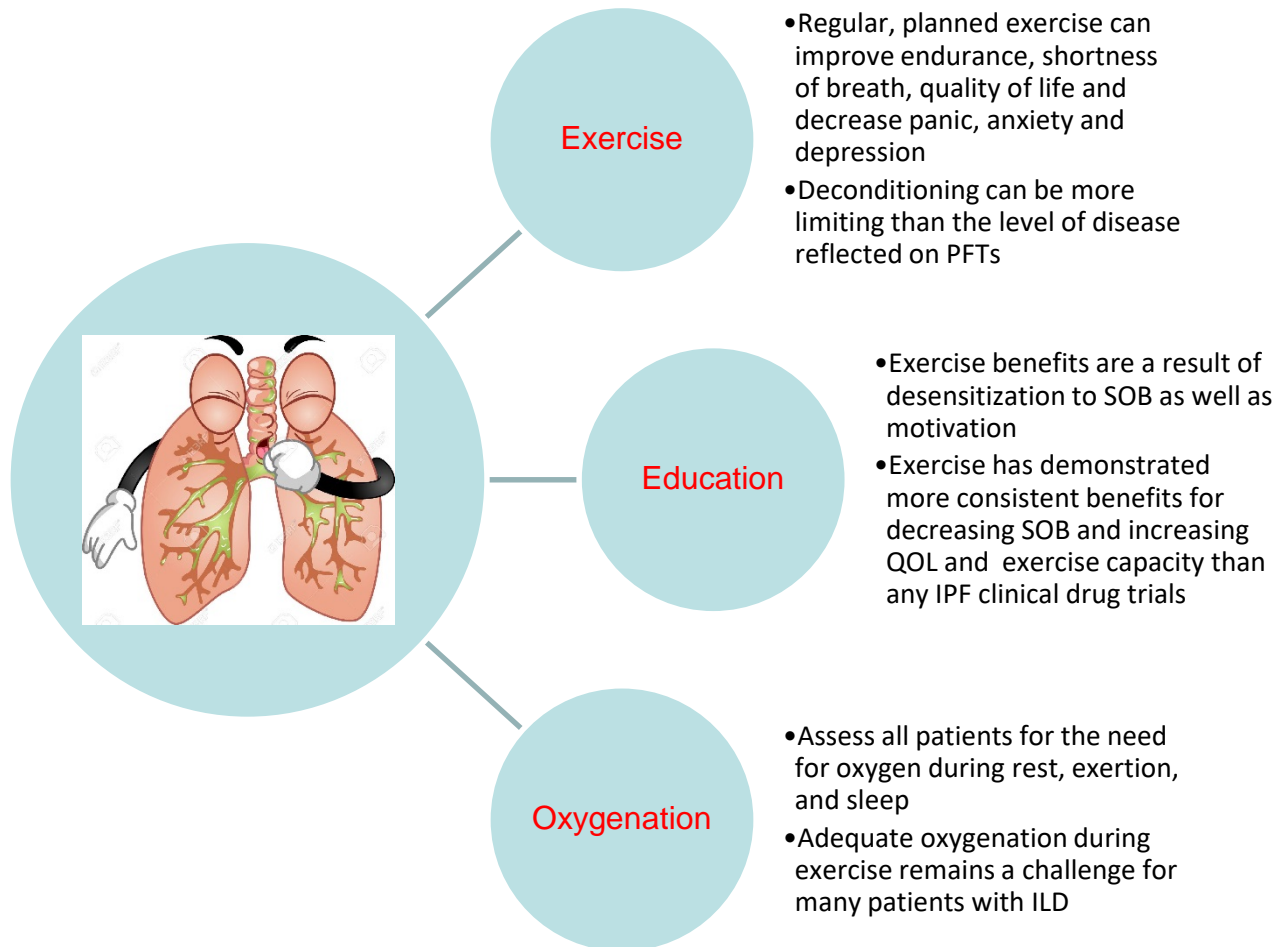 •Regular, planned exercise can
improve endurance, shortness
of breath, quality of life and
decrease panic, anxiety and
depression
Exercise
•Deconditioning can be more
limiting than the level of disease
reflected on PFTs
•Exercise benefits are a result of
desensitization to SOB as well as
motivation
Education
•Exercise has demonstrated
more consistent benefits for
decreasing SOB and increasing
QOL and  exercise capacity than
any IPF clinical drug trials
•Assess all patients for the need
for oxygen during rest, exertion,
and sleep
Oxygenation
•Adequate oxygenation during
exercise remains a challenge for
many patients with ILD